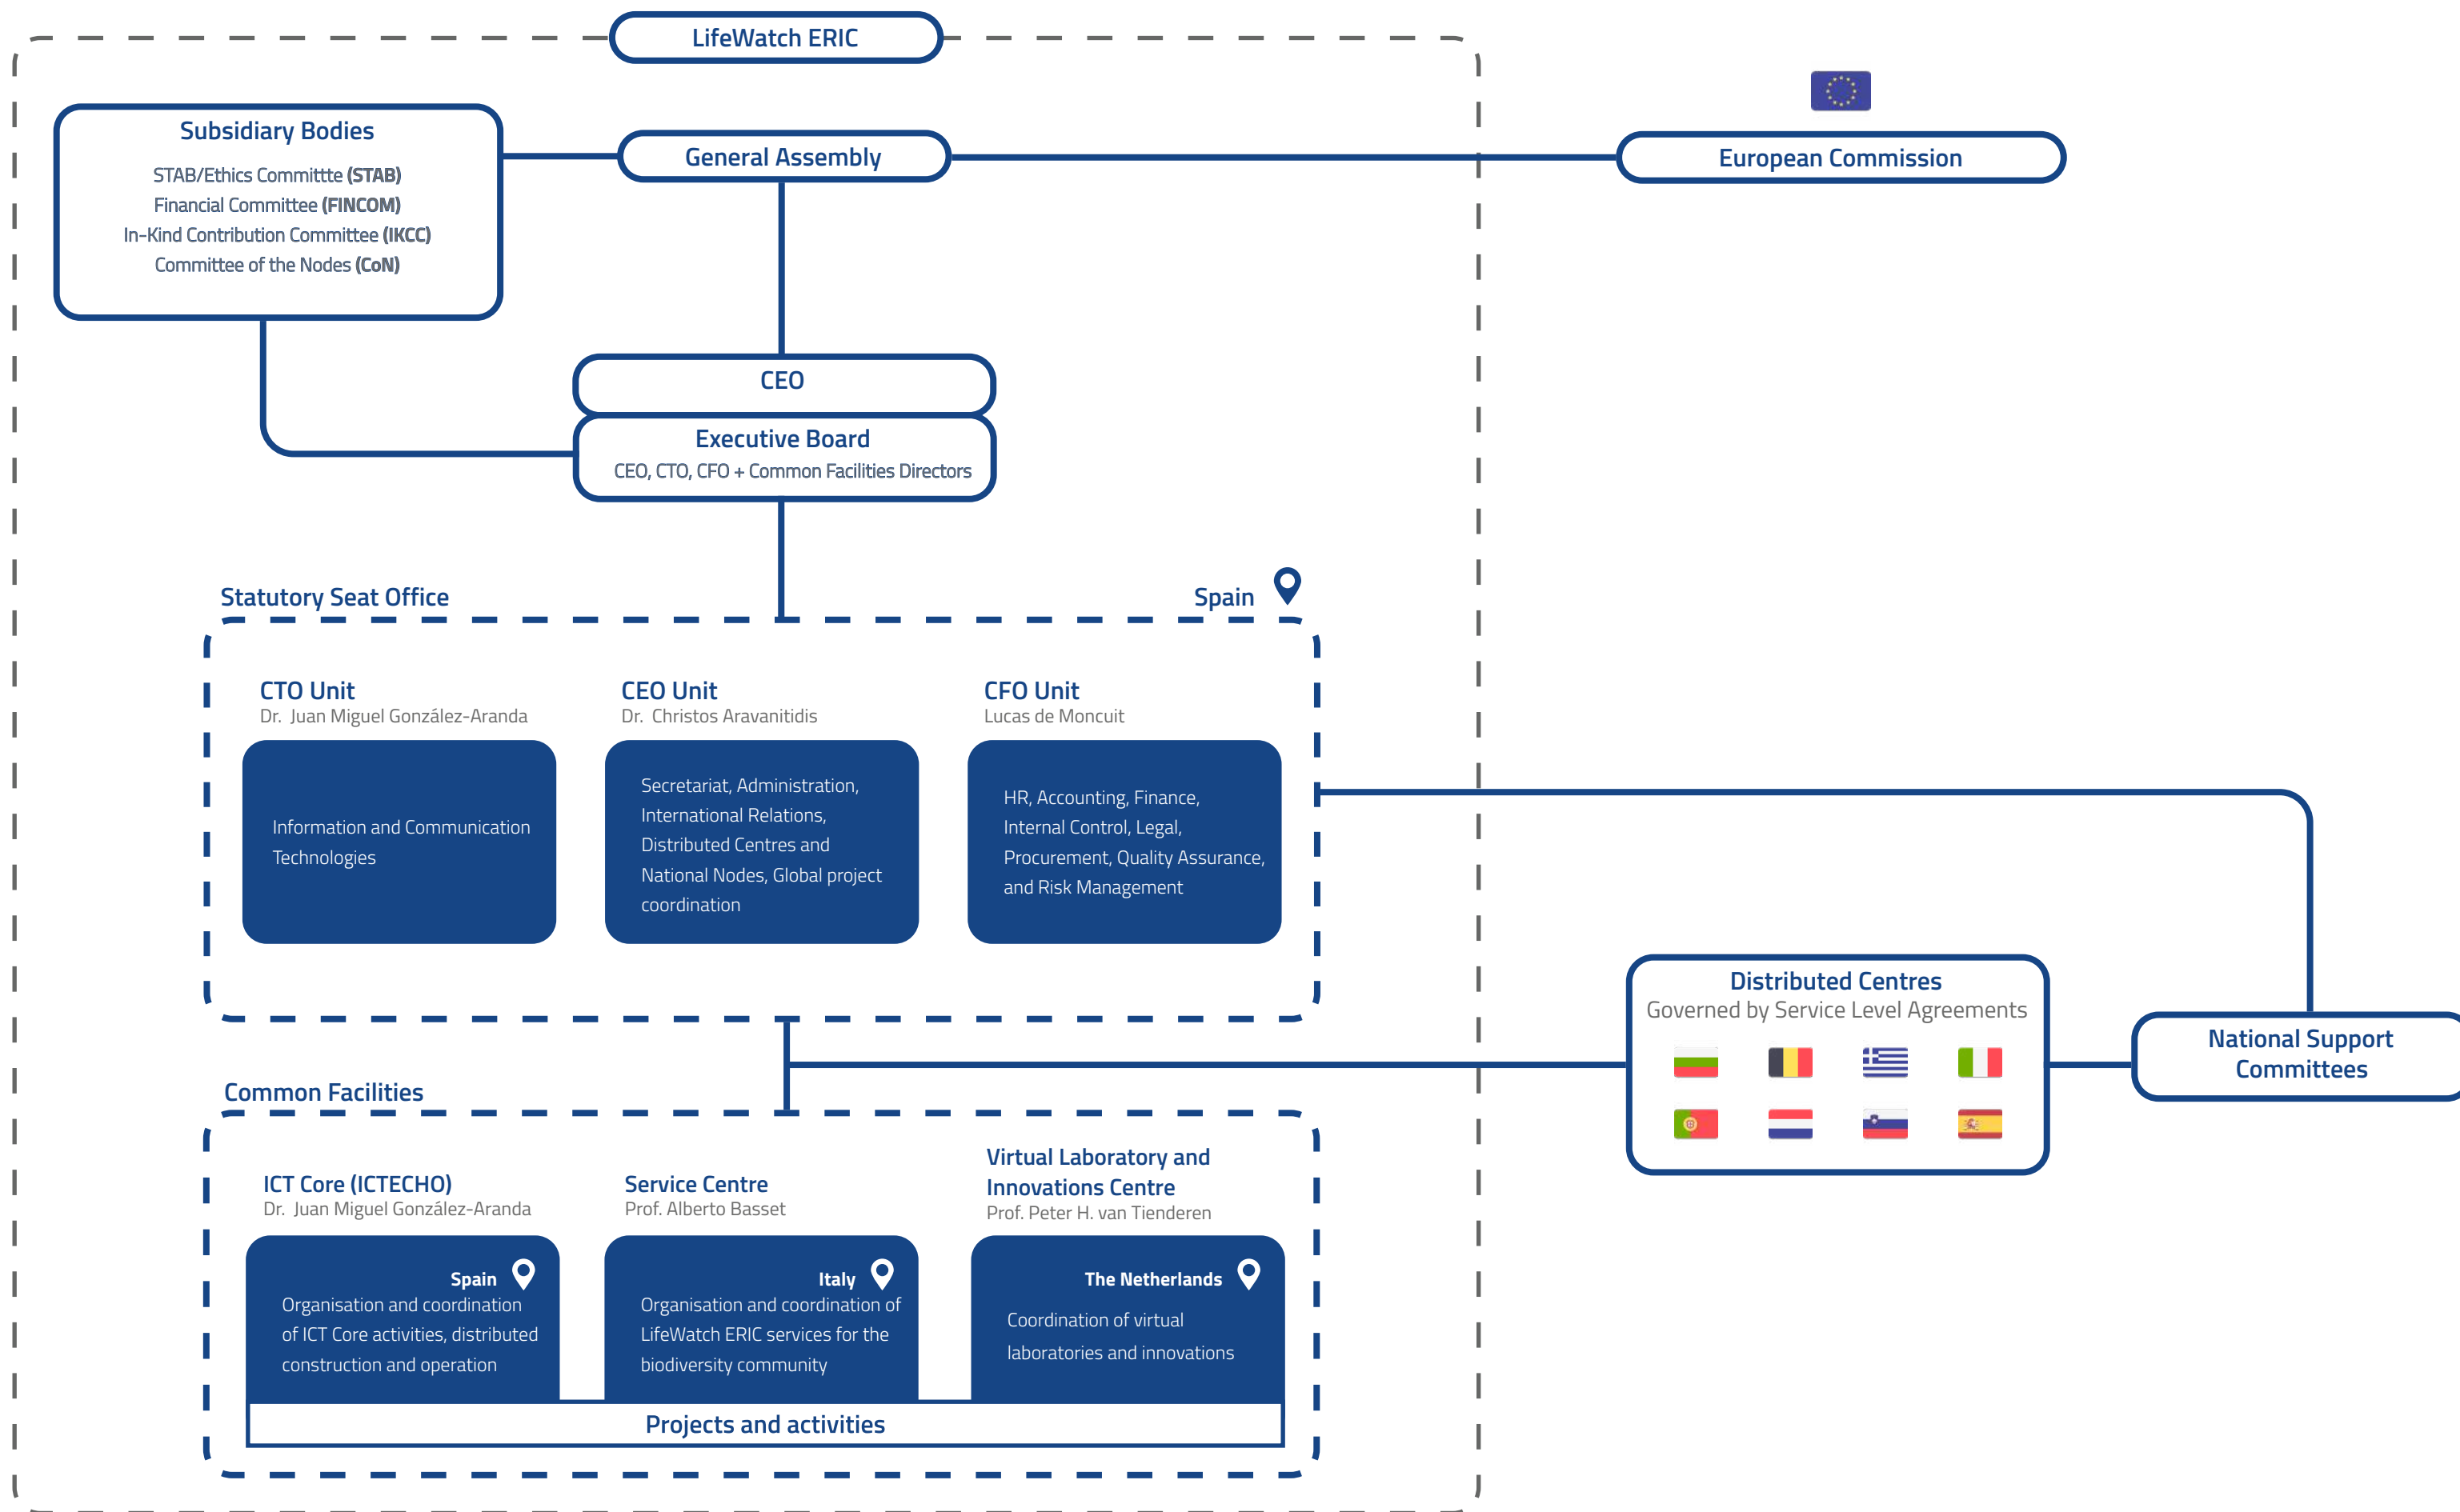 LifeWatch ERIC
Subsidiary Bodies
STAB/Ethics Committte (STAB)
Financial Committee (FINCOM)
In-Kind Contribution Committee (IKCC)
Committee of the Nodes (CoN)
General Assembly
European Commission
CEO
Executive Board
CEO, CTO, CFO + Common Facilities Directors
Statutory Seat Office
Spain
CTO Unit
Dr. Juan Miguel González-Aranda
Information and Communication
Technologies
CEO Unit
Dr. Christos Aravanitidis
Secretariat, Administration,
International Relations,
Distributed Centres and
National Nodes, Global project
coordination
CFO Unit
Lucas de Moncuit
HR, Accounting, Finance,
Internal Control, Legal,
Procurement, Quality Assurance,
and Risk Management
Distributed Centres
Governed by Service Level Agreements
National Support
Committees
Common Facilities
ICT Core (ICTECHO)
Dr. Juan Miguel González-Aranda
Spain
Organisation and coordination
of ICT Core activities, distributed
construction and operation
Service Centre
Prof. Alberto Basset
Italy
Organisation and coordination of
LifeWatch ERIC services for the
biodiversity community
Virtual Laboratory and
Innovations Centre
Prof. Peter H. van Tienderen
The Netherlands
Coordination of virtual
laboratories and innovations
Projects and activities